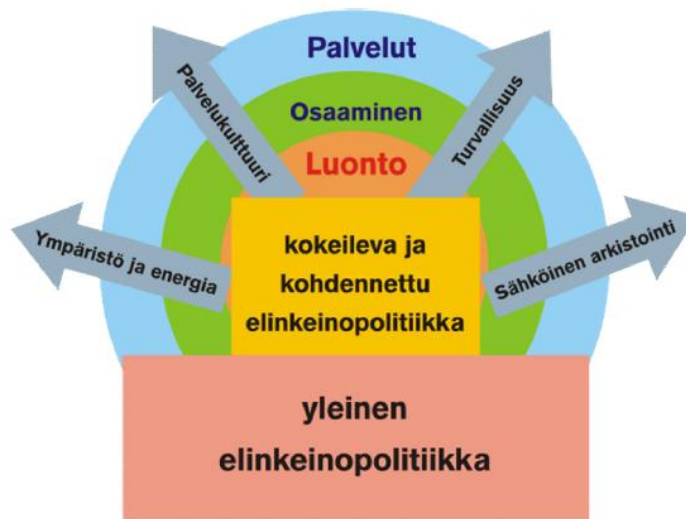 Palvelut
Osaaminen
Luonto
Palvelukulttuuri
Turvallisuus
Ympäristö ja energia
Sähköinen arkistointi
kokeileva ja
kohdennettu
elinkeinopolitiikka
yleinen
elinkeinopolitiikka